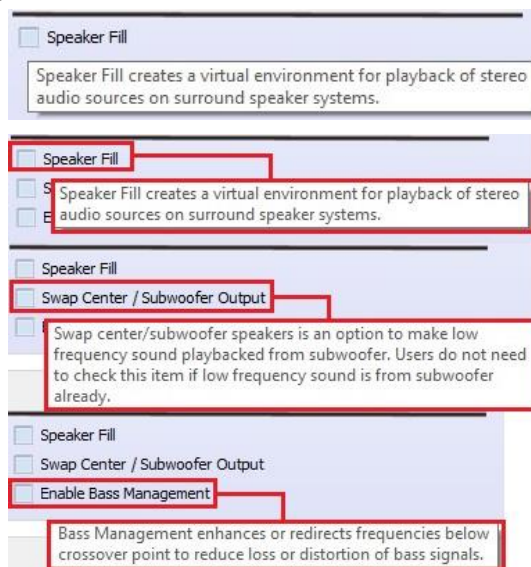 Speaker Fill
Speaker Fill creates a virtual environment for playback of stereo
audio sources on surround speaker systems.
Speaker Fill
S
Speaker Fill creates a virtual environment for playback of stereo
E
audio sources on surround speaker systems.
Speaker Fill
Swap Center / Subwoofer Output
Swap center/subwoofer speakers is an option to make low
frequency sound playbacked from subwoofer. Users do not need
to check this item if low frequency sound is from subwoofer
already.
Speaker Fill
Swap Center / Subwoofer Output
Enable Bass Management
Bass Management enhances or redirects frequencies below
crossover point to reduce loss or distortion of bass signals.